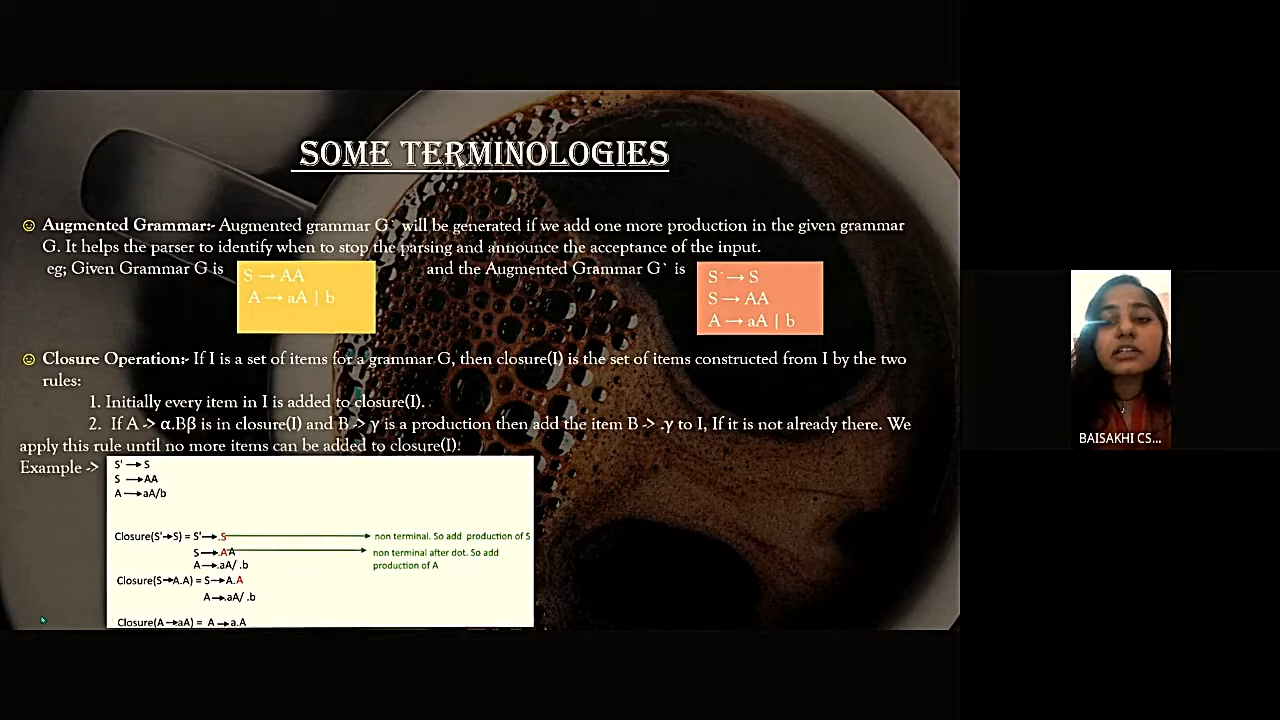 SOME TERMINOLOGIES
☺ Augmented Grammar:- Augmented grammar G` will be generated if we add one more production in the given grammar
G. It helps the parser to identify when to stop the parsing and announce the acceptance of the input.
eg; Given Grammar G is and the Augmented Grammar G` is
S → AA
A → aA | b
S` → S
S → AA
A → aA | b
☺ Closure Operation:- If I is a set of items for a grammar G, then closure(I) is the set of items constructed from I by the two
rules:
1. Initially every item in I is added to closure(I).
2. If A -> α.Bβ is in closure(I) and B -> γ is a production then add the item B -> .γ to I, If it is not already there. We
apply this rule until no more items can be added to closure(I).
Example ->
S' → S
S → AA
A → aA/b
Closure(S'→S) = S'→.S non terminal. So add production of S
S →.AA non terminal after dot. So add
production of A
A→.aA/ .b
Closure(S→A.A) = S→A.A
A→.aA/ .b
Closure(A→aA) = A →a.A
BAISAKHI CS...